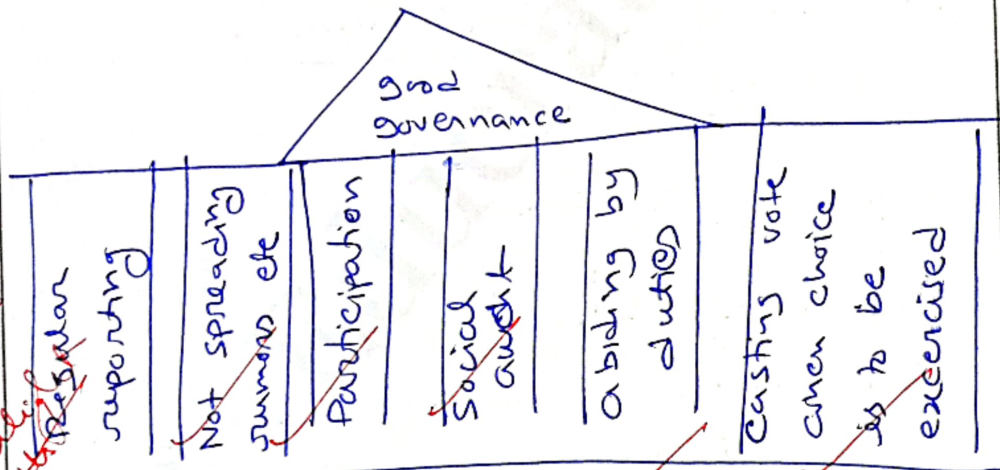 good
governance
Regular
reporting
Not spreading
rumors etc
Participation
Social
audit
abiding by
duties
Casting vote
when choice
is to be
exercised